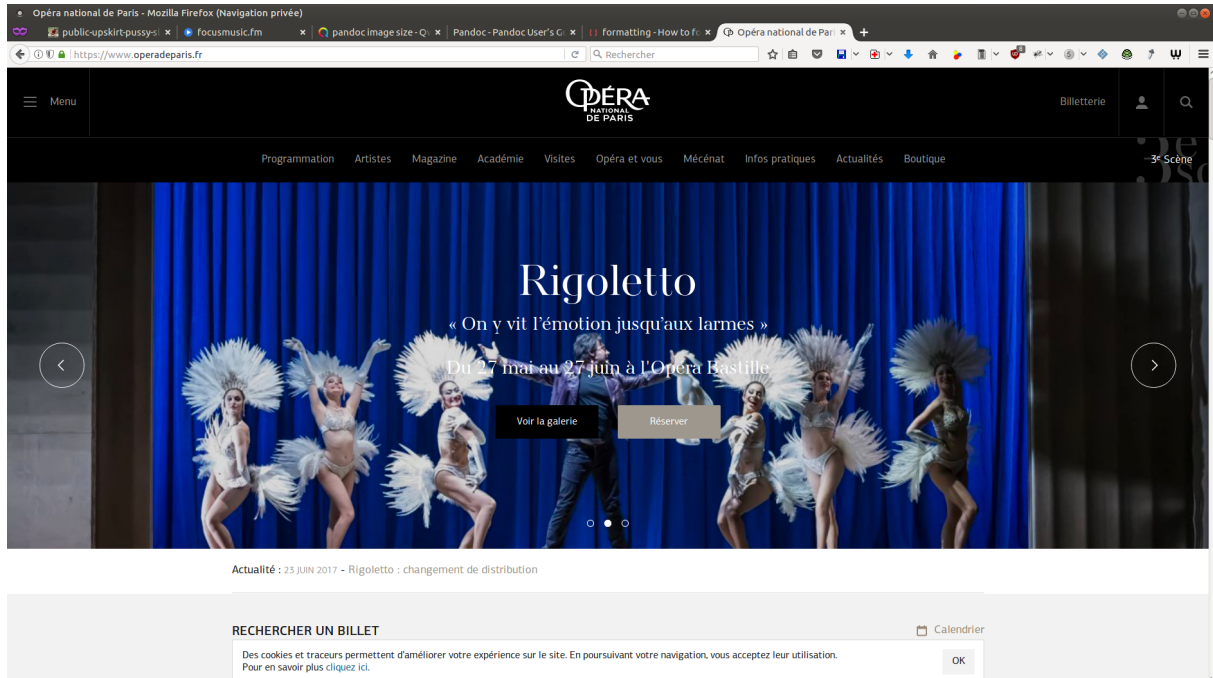 Opéra national de Paris - Mozilla Firefox (Navigation privée)
public-upskirt-pussy-sl × focusmusic.fm × pandoc image size - Qw × Pandoc - Pandoc User's Gu × formatting - How to fo × Opéra national de Pari × +
https://www.operadeparis.fr Rechercher
Menu
OPÉRA
NATIONAL
DE PARIS
Billetterie
Programmation Artistes Magazine Académie Visites Opéra et vous Mécénat Infos pratiques Actualités Boutique
3e Scène
Rigoletto
« On y vit l'émotion jusqu'aux larmes »
Du 27 mai au 27 juin à l'Opéra Bastille
Voir la galerie Réserver
Actualité : 23 JUIN 2017 - Rigoletto : changement de distribution
RECHERCHER UN BILLET Calendrier
Des cookies et traceurs permettent d'améliorer votre expérience sur le site. En poursuivant votre navigation, vous acceptez leur utilisation.
Pour en savoir plus cliquez ici.
OK